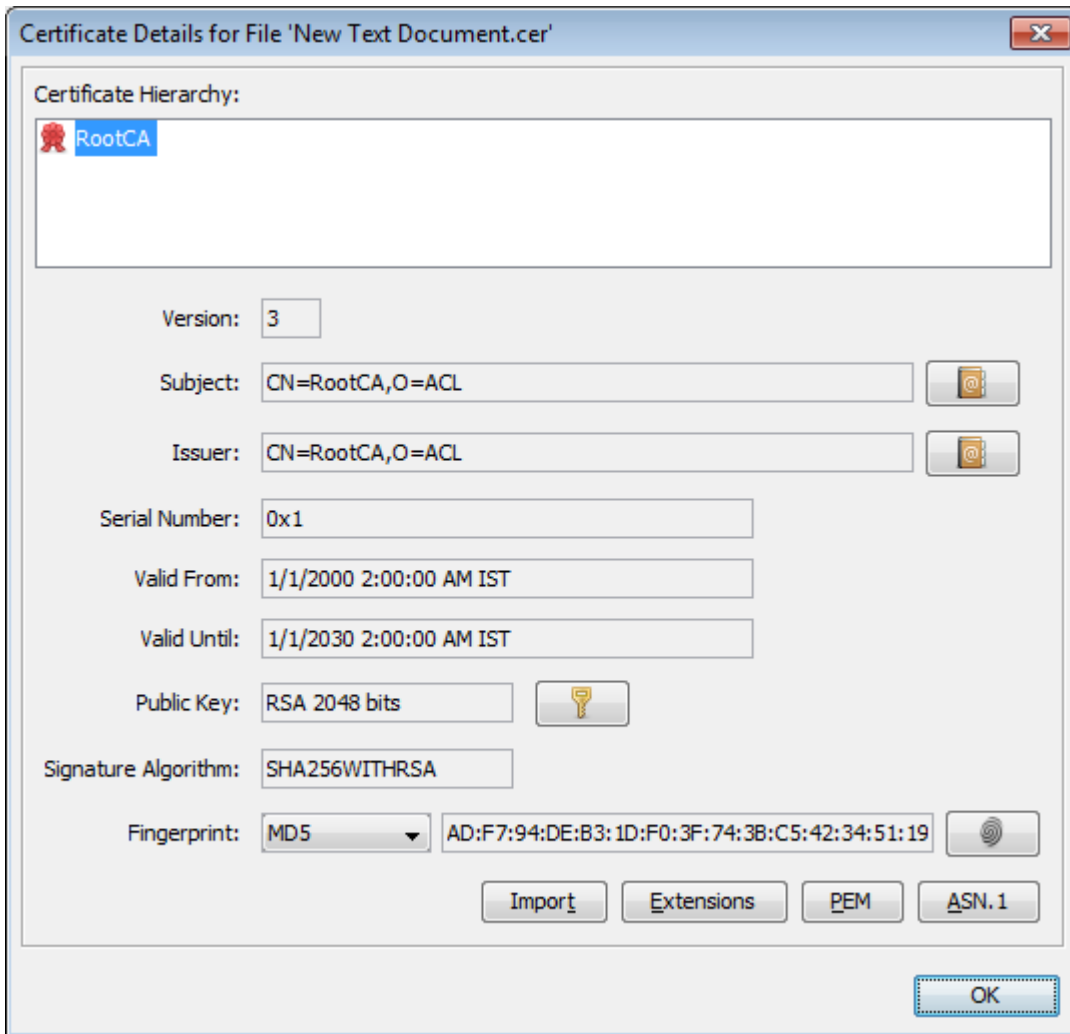 Certificate Details for File 'New Text Document.cer'
Certificate Hierarchy:
RootCA
Version: 3
Subject: CN=RootCA,O=ACL
Issuer: CN=RootCA,O=ACL
Serial Number: 0x1
Valid From: 1/1/2000 2:00:00 AM IST
Valid Until: 1/1/2030 2:00:00 AM IST
Public Key: RSA 2048 bits
Signature Algorithm: SHA256WITHRSA
Fingerprint: MD5 AD:F7:94:DE:B3:1D:F0:3F:74:3B:C5:42:34:51:19
Import Extensions PEM ASN.1
OK